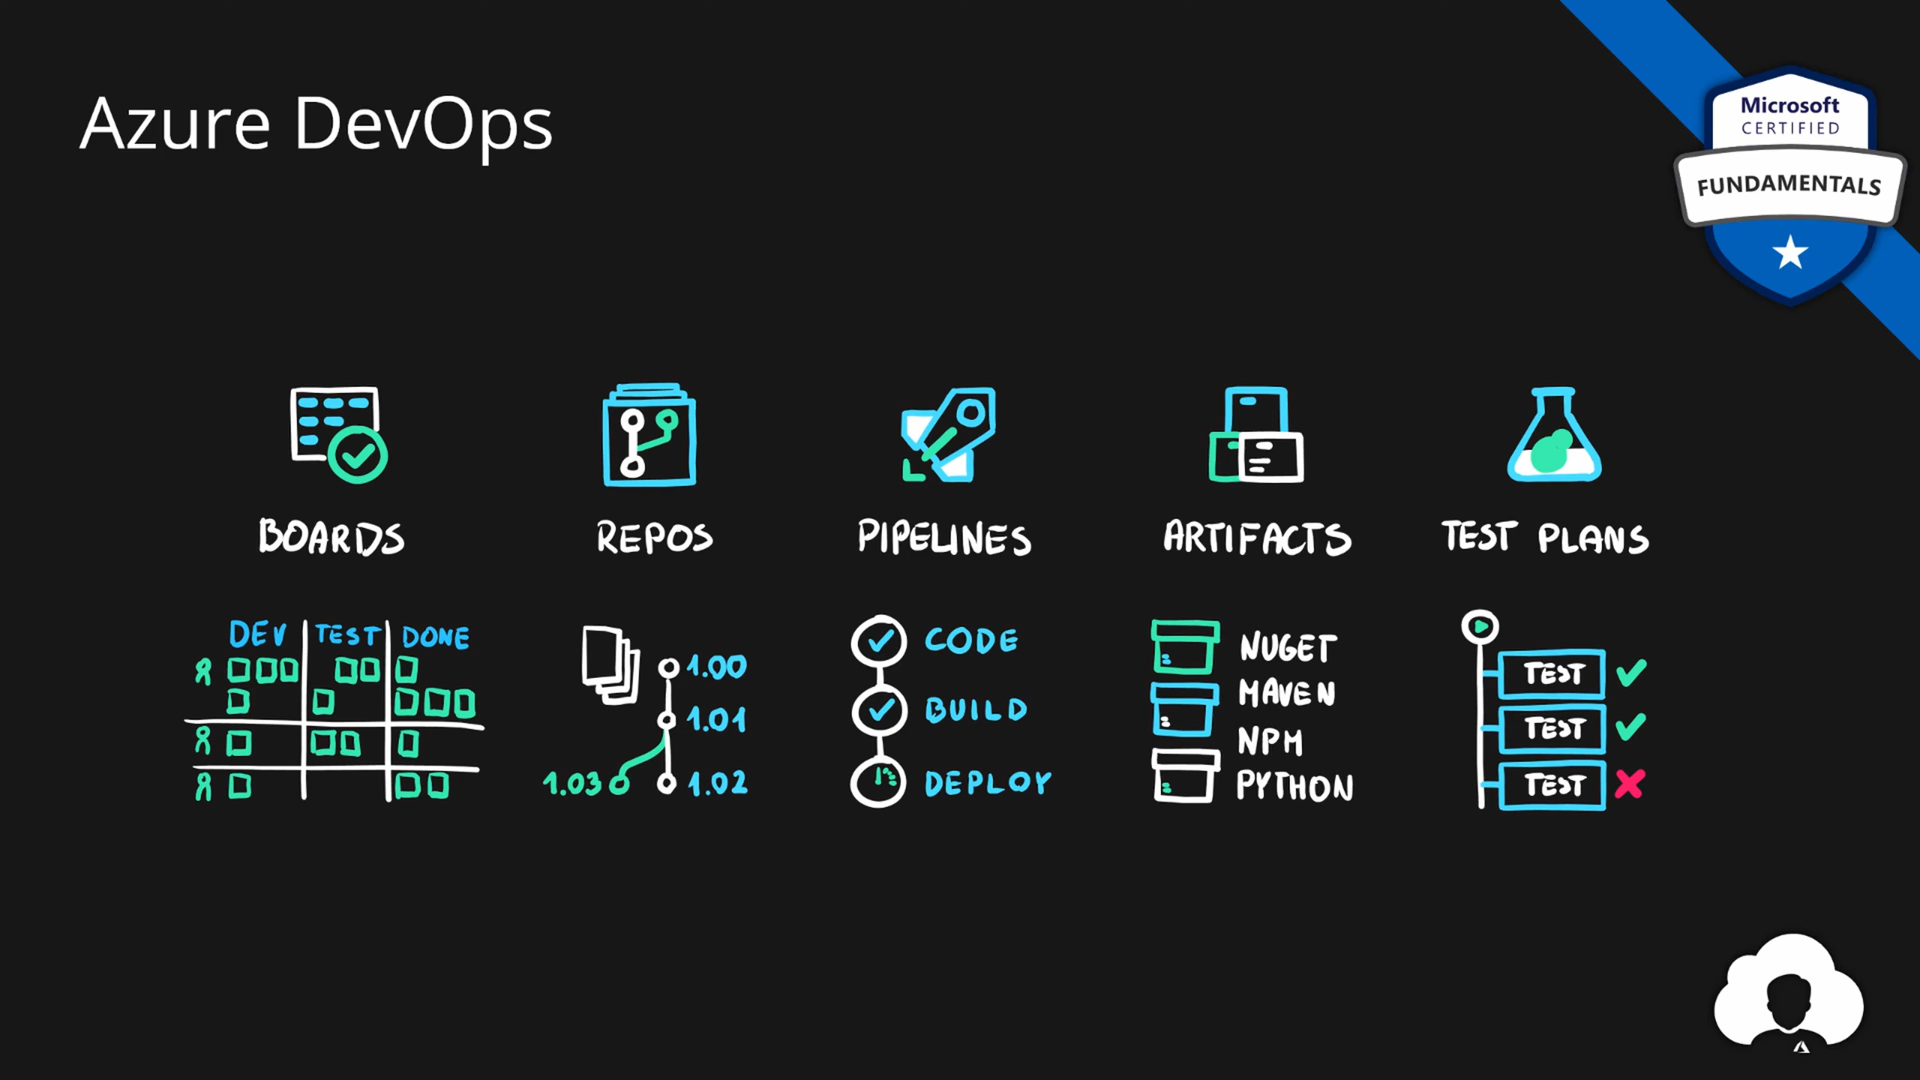 Azure DevOps
Microsoft
CERTIFIED
FUNDAMENTALS
BOARDS
REPOS
PIPELINES
ARTIFACTS
TEST PLANS
DEV TEST DONE
1.00
1.01
1.03 1.02
CODE
BUILD
DEPLOY
NUGET
MAVEN
NPM
PYTHON
TEST
TEST
TEST